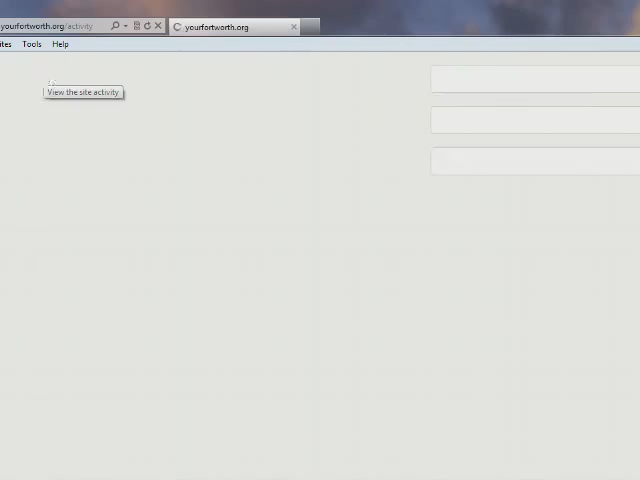 yourfortworth.org/activity
yourfortworth.org
ites Tools Help
View the site activity